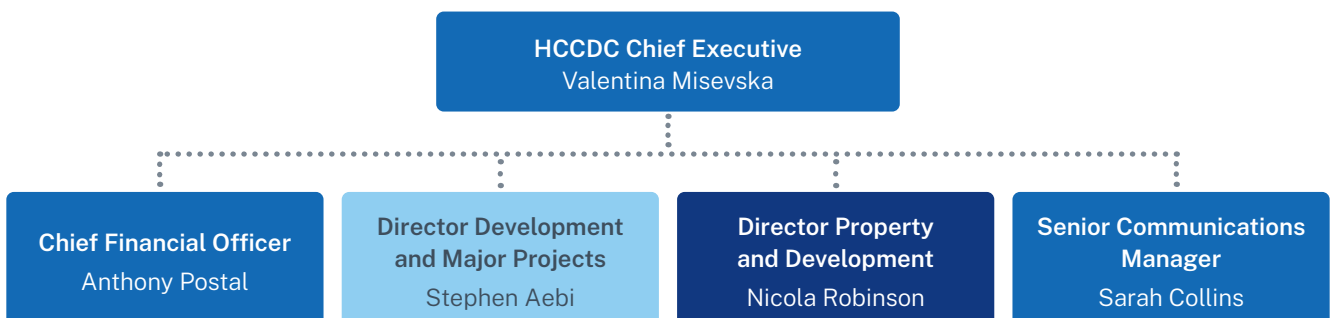 HCCDC Chief Executive
Valentina Misevska
Chief Financial Officer
Anthony Postal
Director Development
and Major Projects
Stephen Aebi
Director Property
and Development
Nicola Robinson
Senior Communications
Manager
Sarah Collins